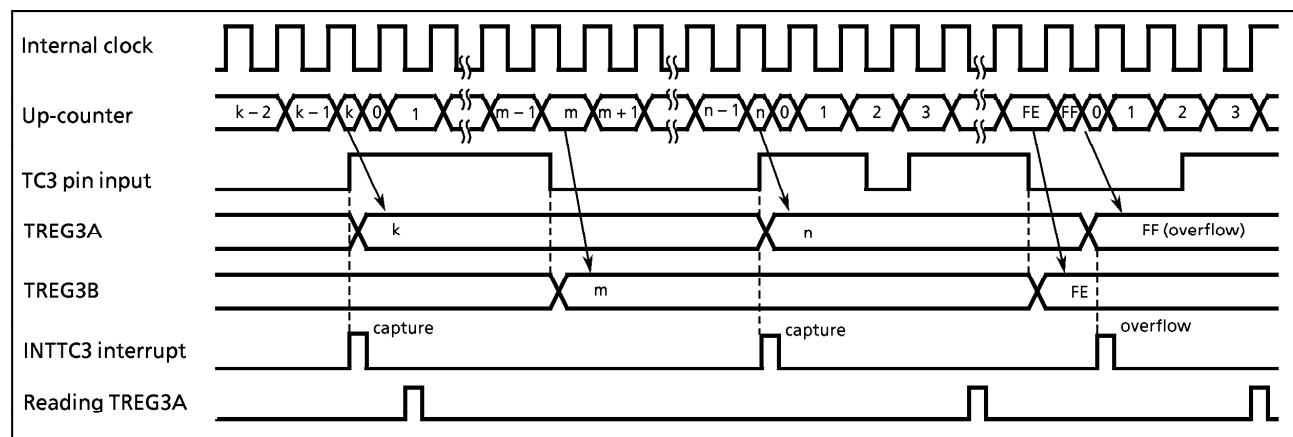 Internal clock
Up-counter k – 2 k – 1 k 0 1 m – 1 m m + 1 n – 1 n 0 1 2 3 FE FF 0 1 2 3
TC3 pin input
TREG3A k n FF (overflow)
TREG3B m FE
INTTC3 interrupt capture capture overflow
Reading TREG3A